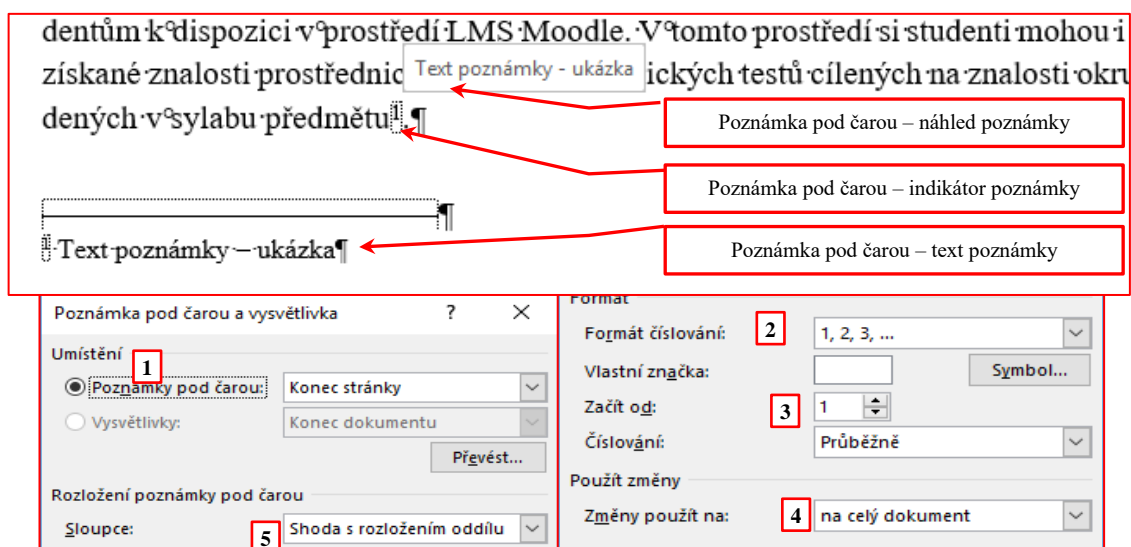 dentům k°dispozici v°prostředí·LMS·Moodle.·V°tomto·prostředí·si·studenti·mohou·i
získané·znalosti·prostřednic Text poznámky - ukázka ických·testů·cílených·na·znalosti·okru
dených·v°sylabu·předmětu¹.¶
Poznámka pod čarou – náhled poznámky
Poznámka pod čarou – indikátor poznámky
¶
¹·Text·poznámky·–·ukázka¶
Poznámka pod čarou – text poznámky
Poznámka pod čarou a vysvětlivka ? ×
Umístění
1
Poznámky pod čarou: Konec stránky
Vysvětlivky: Konec dokumentu
Převést...
Rozložení poznámky pod čarou
Sloupce: 5 Shoda s rozložením oddílu
Formát
Formát číslování: 2 1, 2, 3, ...
Vlastní značka: Symbol...
Začít od: 3 1
Číslování: Průběžně
Použít změny
Změny použít na: 4 na celý dokument